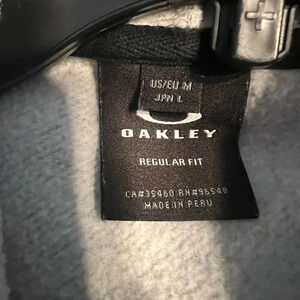 US/EU M
JPN L
OAKLEY
REGULAR FIT
CA#35460 RN#96548
MADE IN PERU